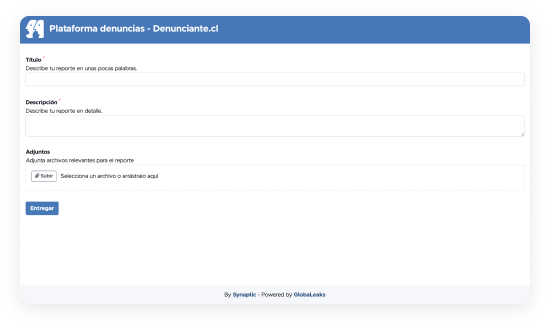 Plataforma denuncias - Denunciante.cl
Título *
Describe tu reporte en unas pocas palabras.
Descripción *
Describe tu reporte en detalle.
Adjuntos
Adjunta archivos relevantes para el reporte
Subir Selecciona un archivo o arrástralo aquí
Entregar
By Synaptic - Powered by GlobaLeaks